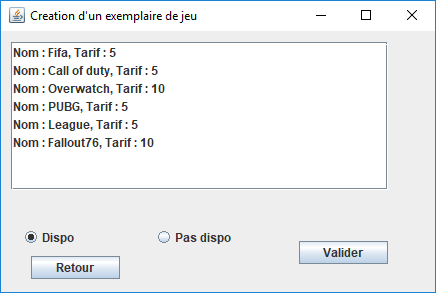 Creation d'un exemplaire de jeu
Nom : Fifa, Tarif : 5
Nom : Call of duty, Tarif : 5
Nom : Overwatch, Tarif : 10
Nom : PUBG, Tarif : 5
Nom : League, Tarif : 5
Nom : Fallout76, Tarif : 10
Dispo
Pas dispo
Valider
Retour